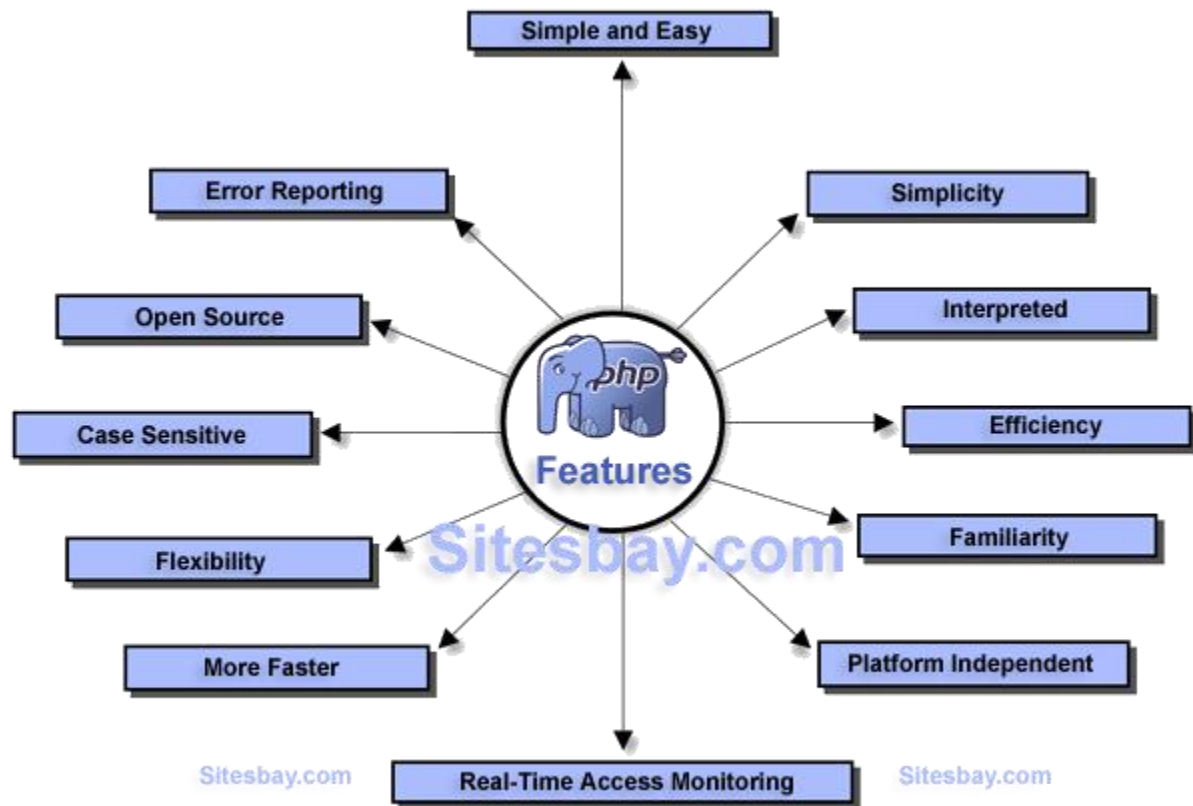 Simple and Easy
Error Reporting
Simplicity
Open Source
Interpreted
php
Case Sensitive
Efficiency
Features
Flexibility
Sitesbay.com
Familiarity
More Faster
Platform Independent
Sitesbay.com
Real-Time Access Monitoring
Sitesbay.com